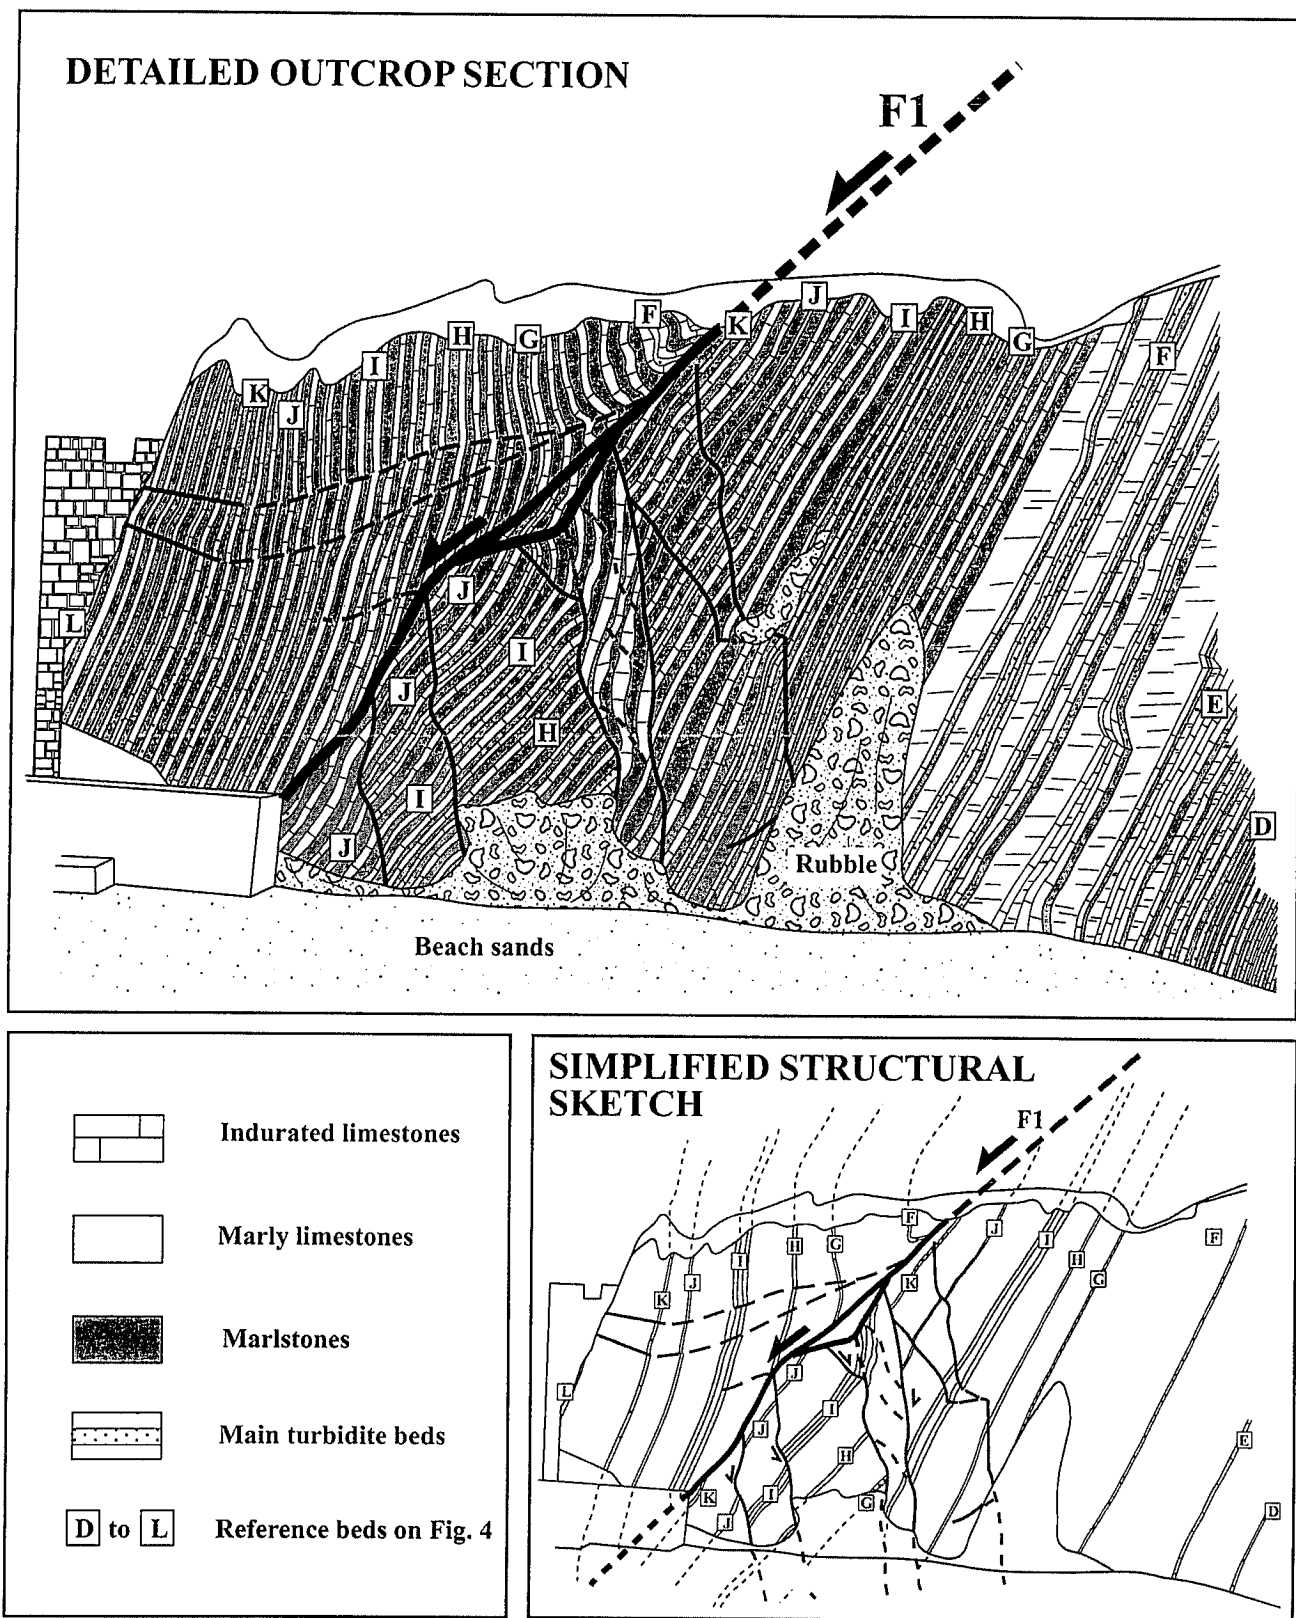 DETAILED OUTCROP SECTION
F1
F
K
J
I
H
G
F
K
J
I
H
G
J
I
L
J
H
E
I
J
D
Rubble
Beach sands
Indurated limestones
Marly limestones
Marlstones
Main turbidite beds
D to L Reference beds on Fig. 4
SIMPLIFIED STRUCTURAL
SKETCH
F1
F
J
I
H
G
F
K
J
I
H
G
K
L
J
I
J
H
E
K
I
G
J
D